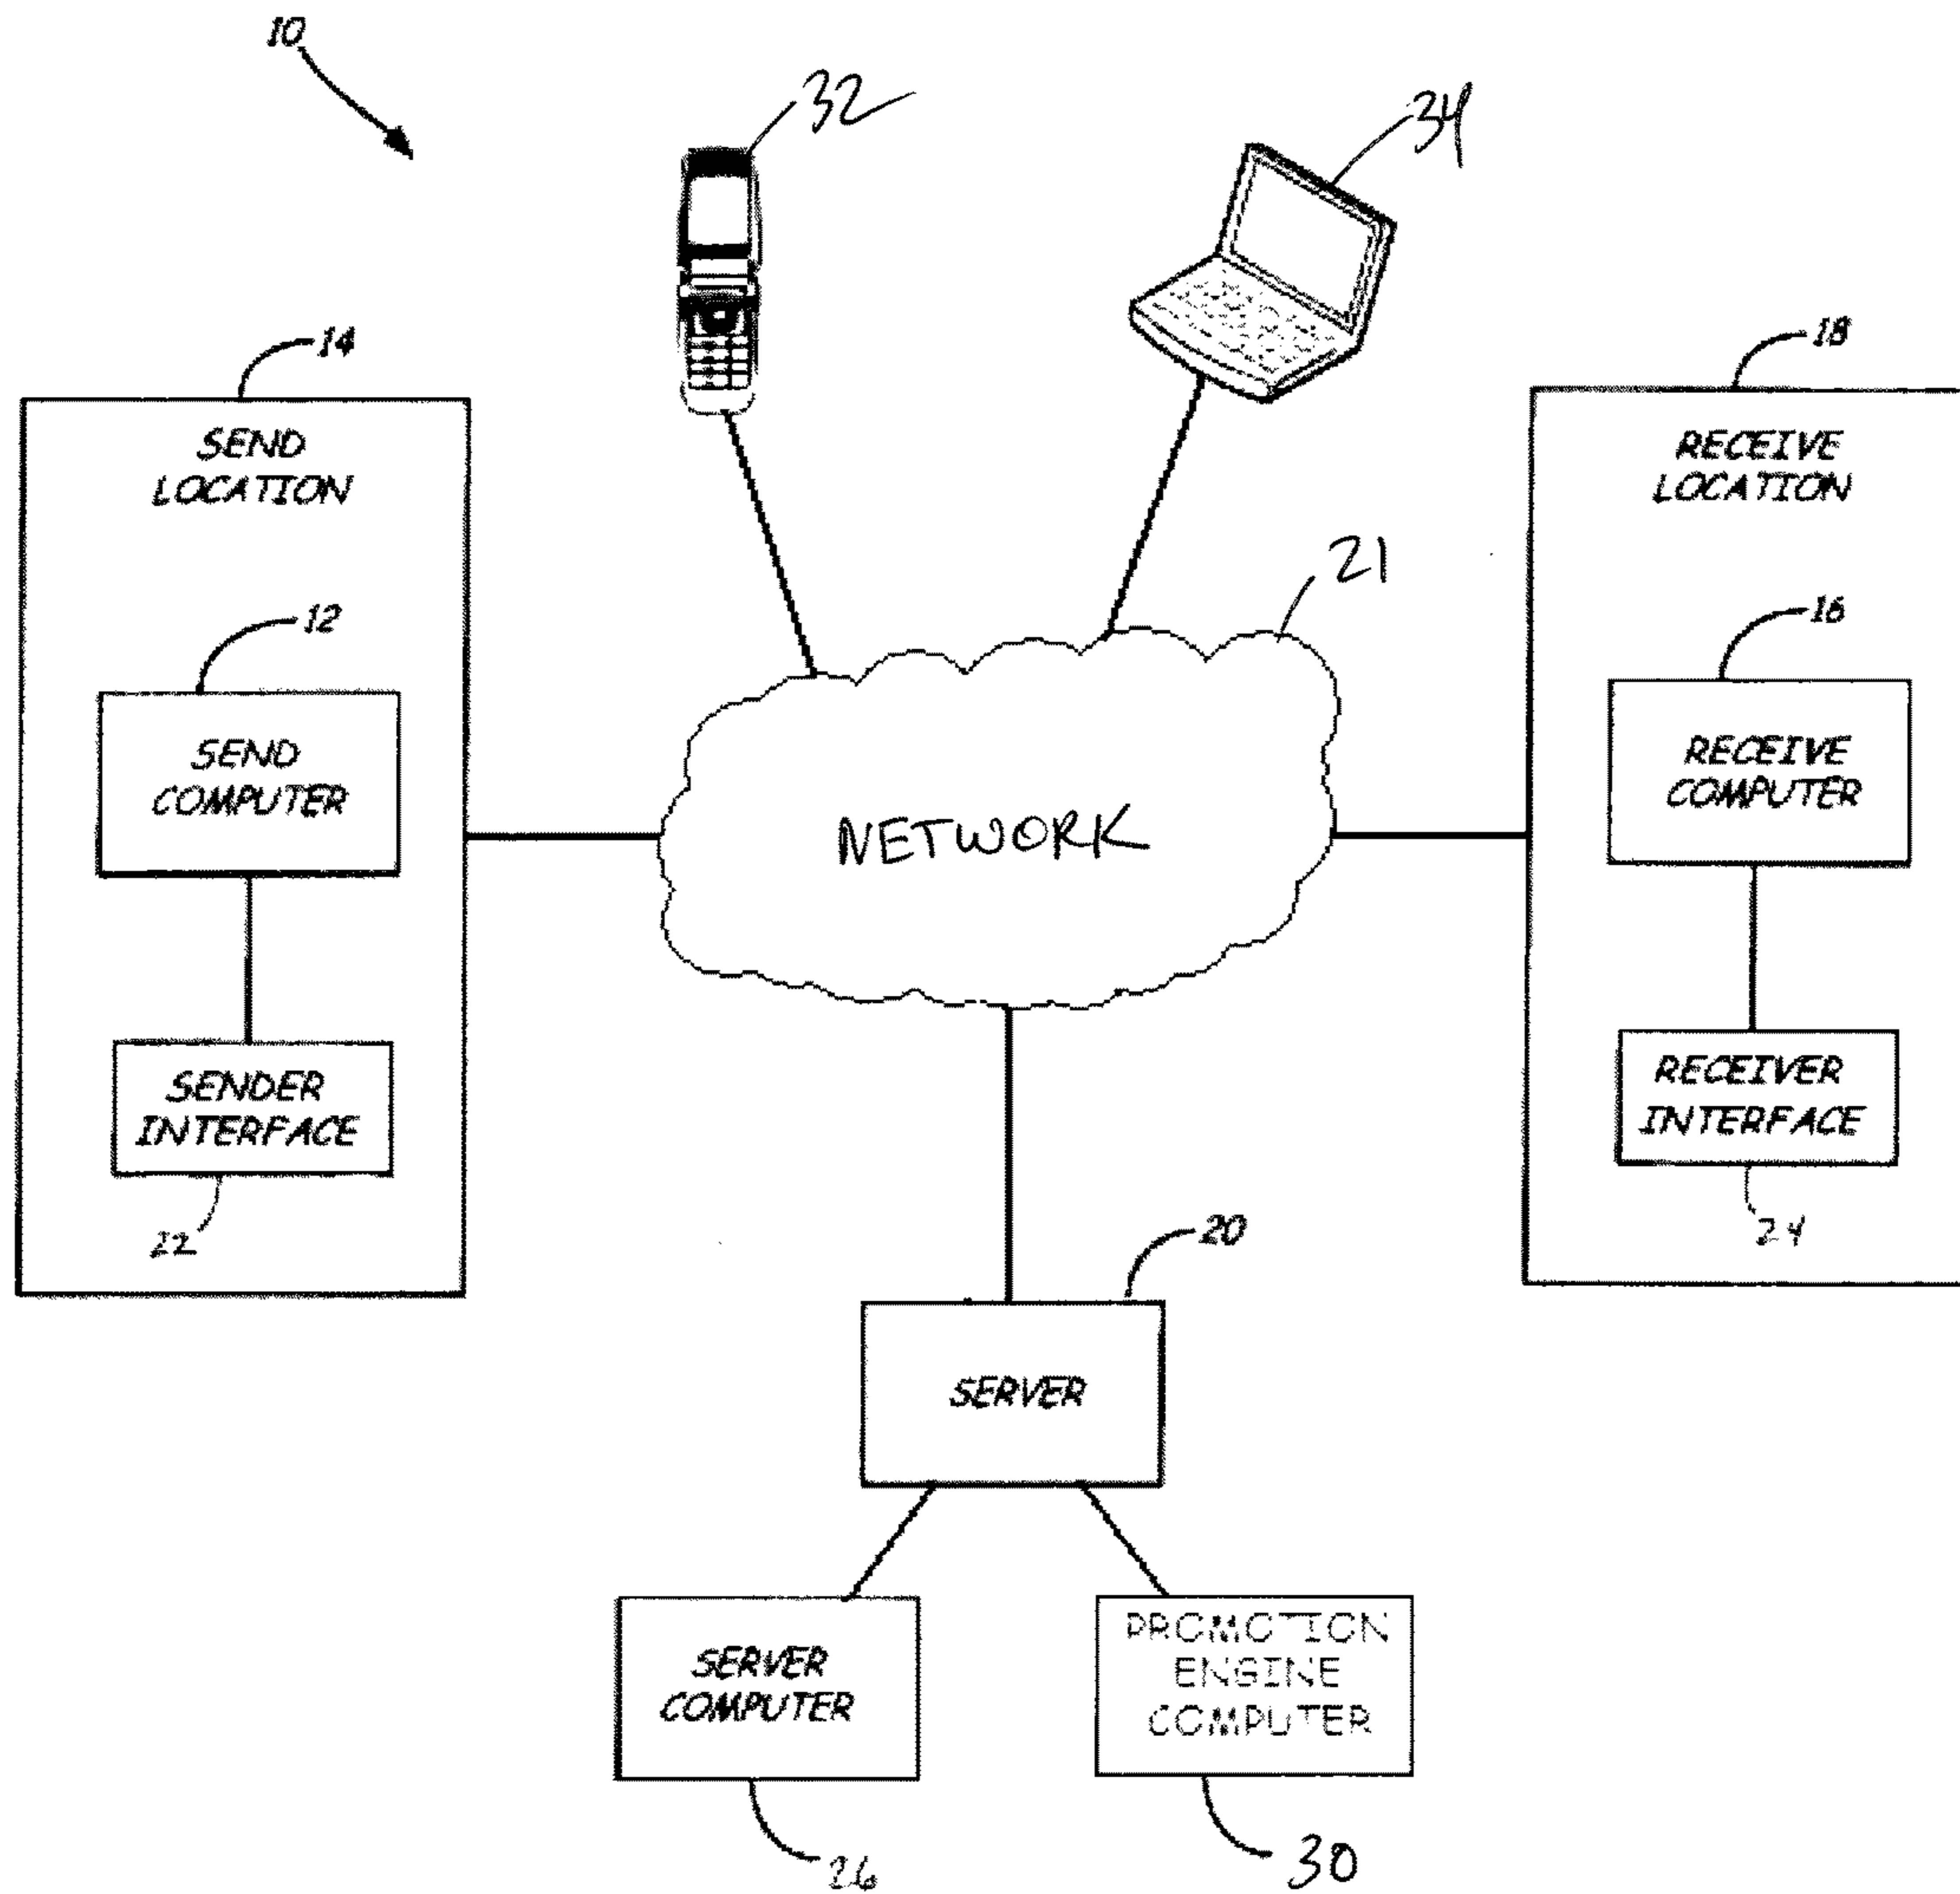 10
32
34
14
18
SEND
LOCATION
RECEIVE
LOCATION
21
12
16
SEND
COMPUTER
RECEIVE
COMPUTER
NETWORK
SENDER
INTERFACE
RECEIVER
INTERFACE
22
24
20
SERVER
SERVER
COMPUTER
PROMOTION
ENGINE
COMPUTER
26
30